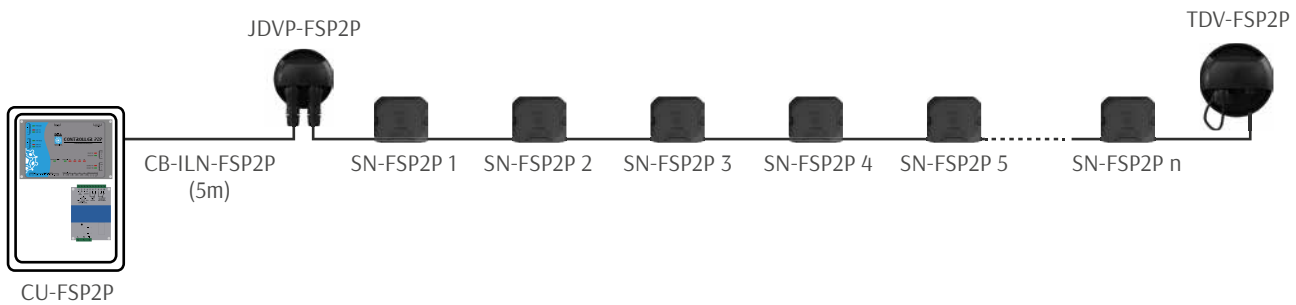 JDVP-FSP2P
TDV-FSP2P
CB-ILN-FSP2P
(5m)
SN-FSP2P 1
SN-FSP2P 2
SN-FSP2P 3
SN-FSP2P 4
SN-FSP2P 5
SN-FSP2P n
CU-FSP2P